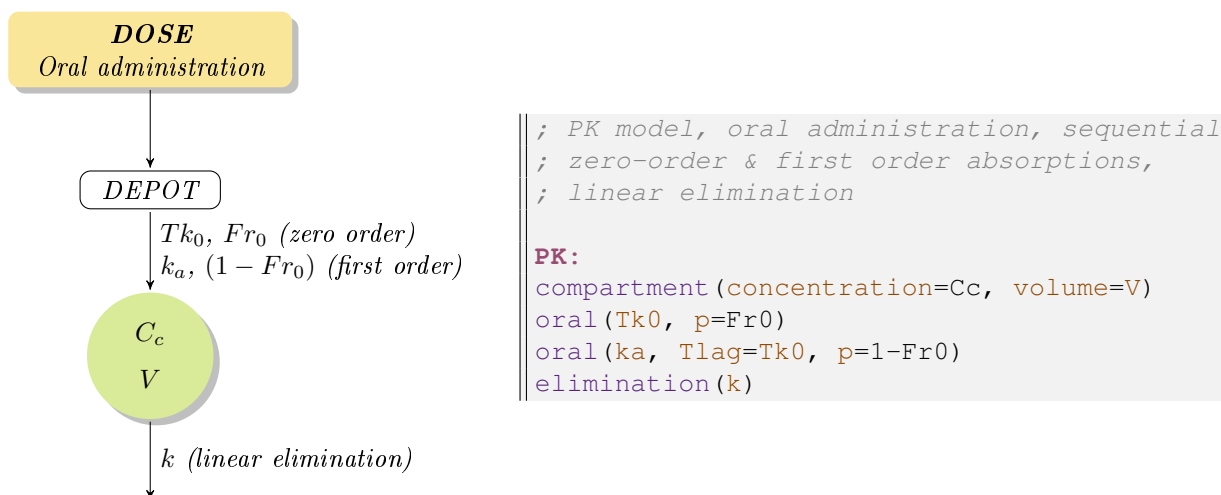 DOSE
Oral administration
DEPOT
Tk₀, Fr₀ (zero order)
kₐ, (1 − Fr₀) (first order)
C_c
V
k (linear elimination)
; PK model, oral administration, sequential
; zero-order & first order absorptions,
; linear elimination
PK:
compartment(concentration=Cc, volume=V)
oral(Tk0, p=Fr0)
oral(ka, Tlag=Tk0, p=1-Fr0)
elimination(k)